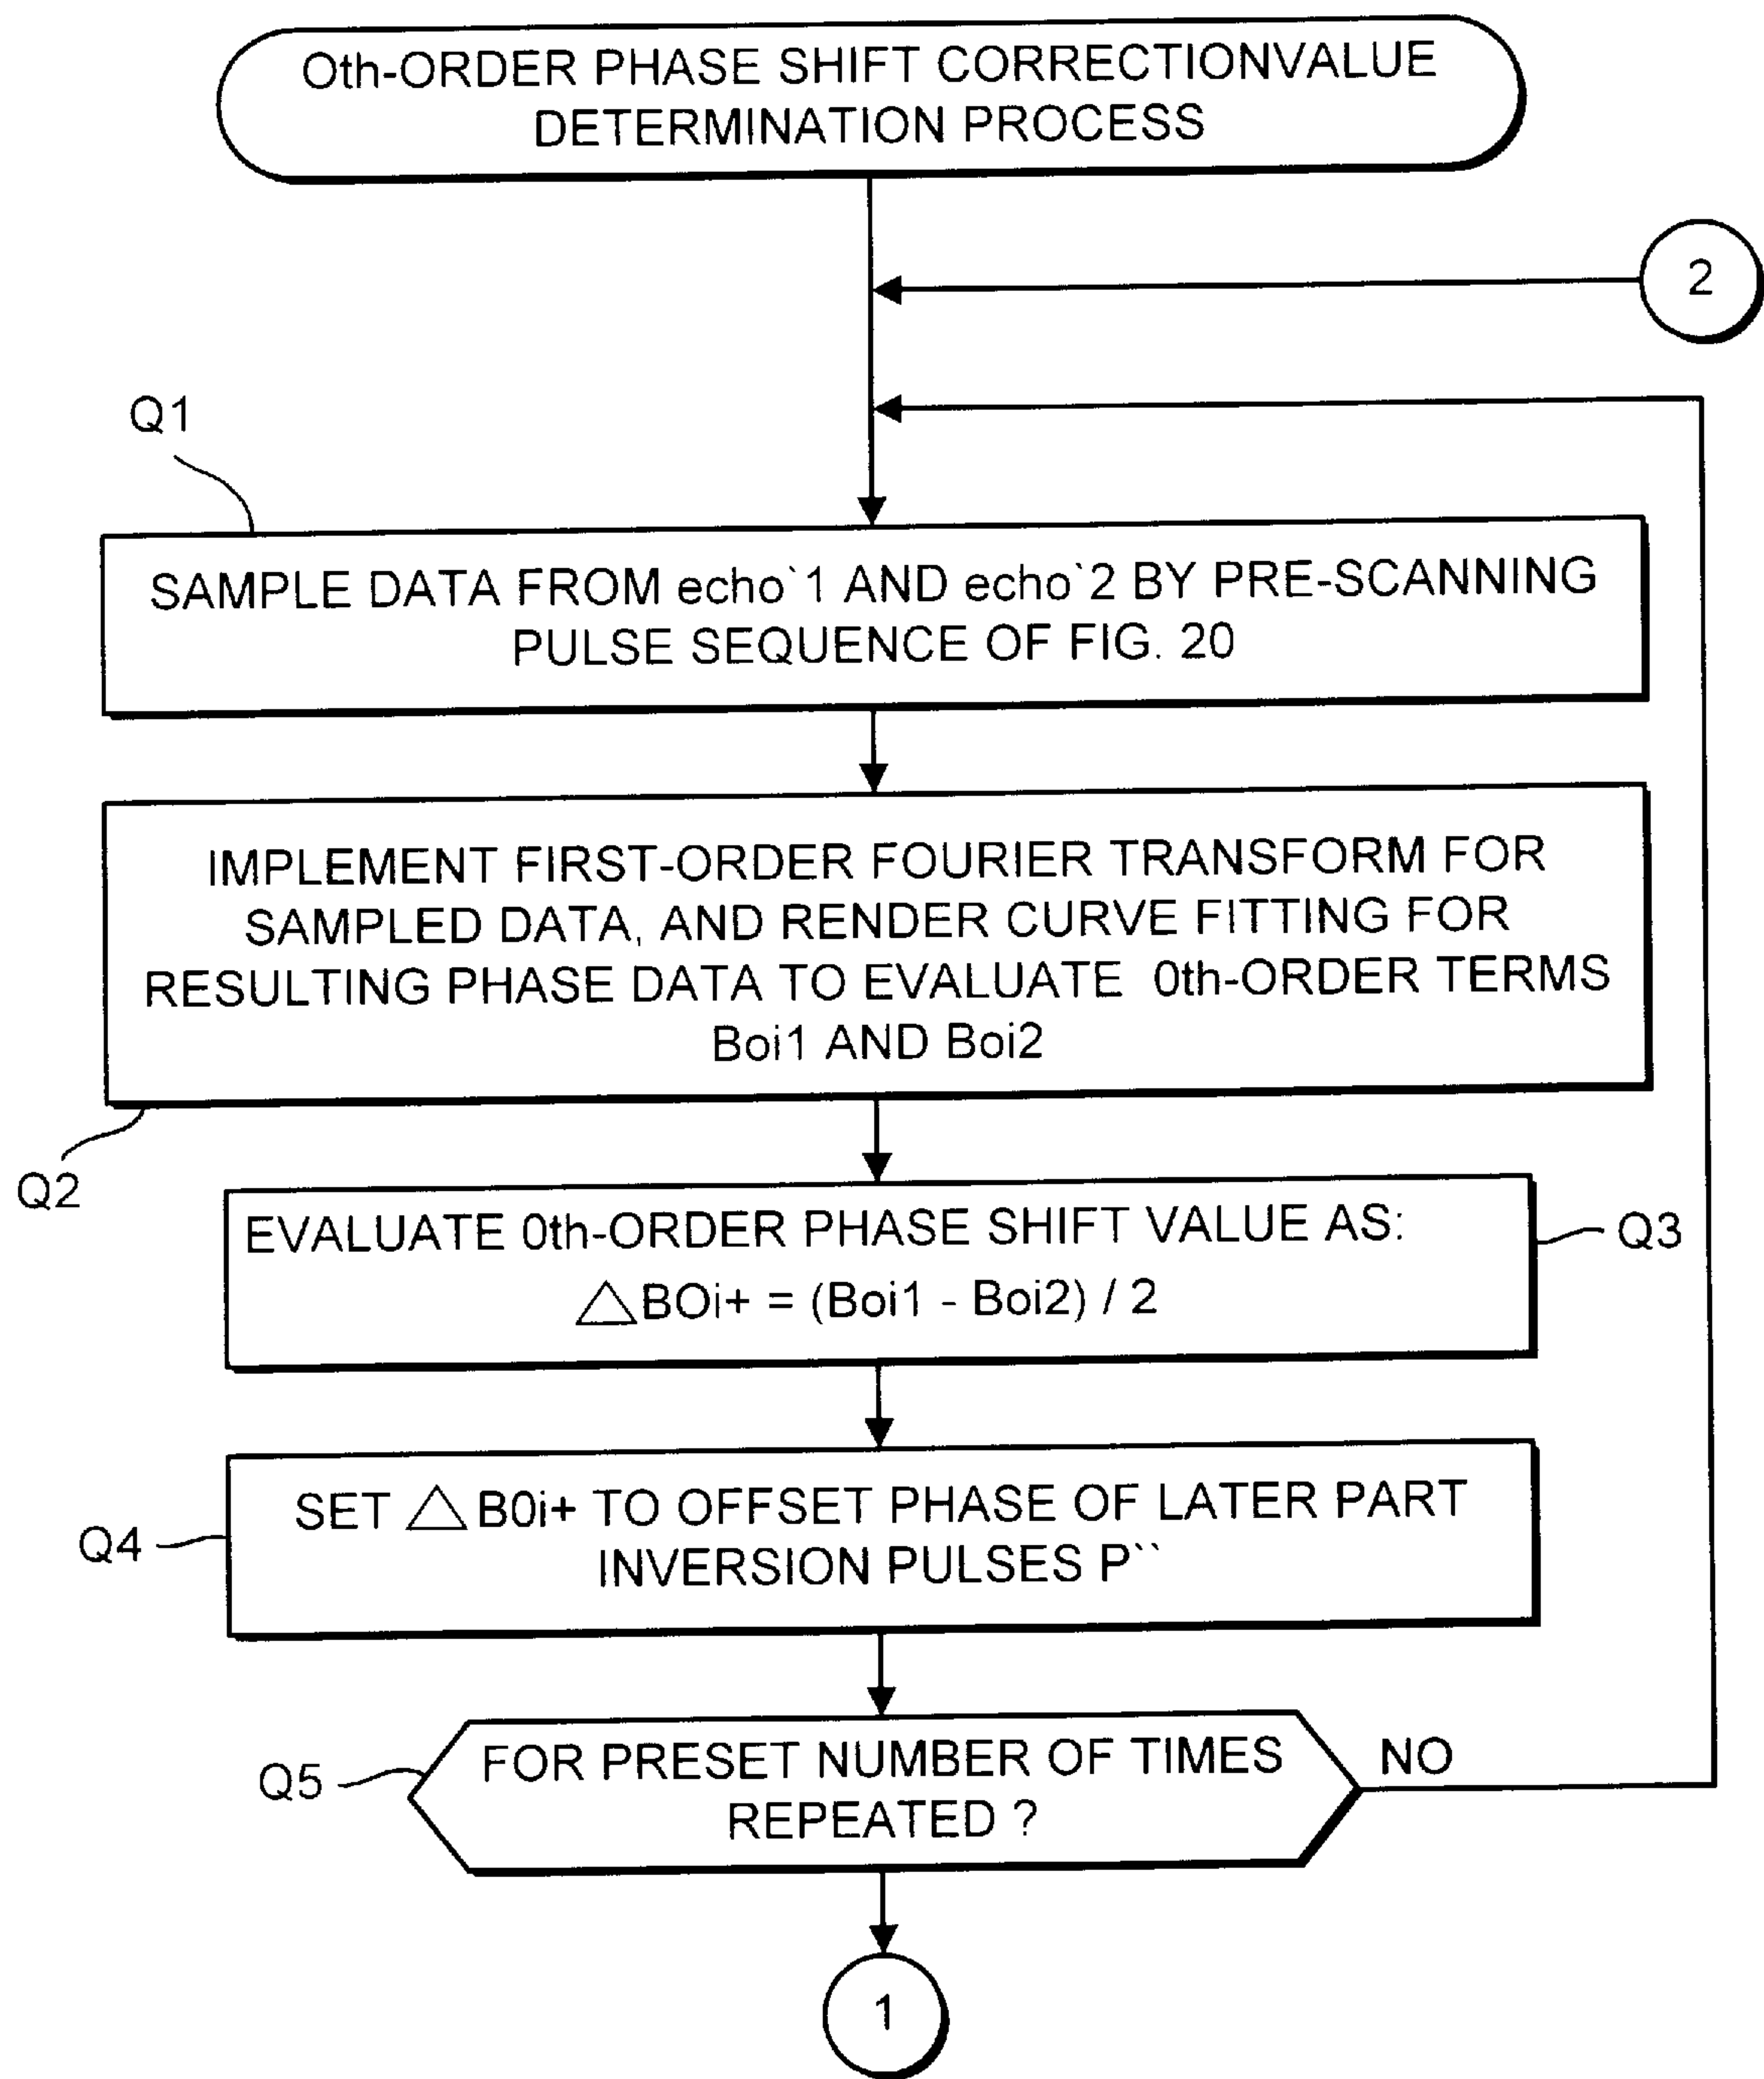 Oth-ORDER PHASE SHIFT CORRECTIONVALUE
DETERMINATION PROCESS
2
Q1
SAMPLE DATA FROM echo`1 AND echo`2 BY PRE-SCANNING
PULSE SEQUENCE OF FIG. 20
IMPLEMENT FIRST-ORDER FOURIER TRANSFORM FOR
SAMPLED DATA, AND RENDER CURVE FITTING FOR
RESULTING PHASE DATA TO EVALUATE 0th-ORDER TERMS
Boi1 AND Boi2
Q2
EVALUATE 0th-ORDER PHASE SHIFT VALUE AS:
△BOi+ = (Boi1 - Boi2) / 2
Q3
SET △B0i+ TO OFFSET PHASE OF LATER PART
INVERSION PULSES P``
Q4
FOR PRESET NUMBER OF TIMES
REPEATED ?
Q5
NO
1